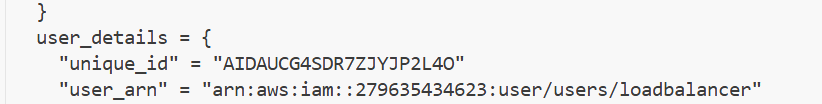 }
user_details = {
"unique_id" = "AIDAUCG4SDR7ZJYJP2L4O"
"user_arn" = "arn:aws:iam::279635434623:user/users/loadbalancer"